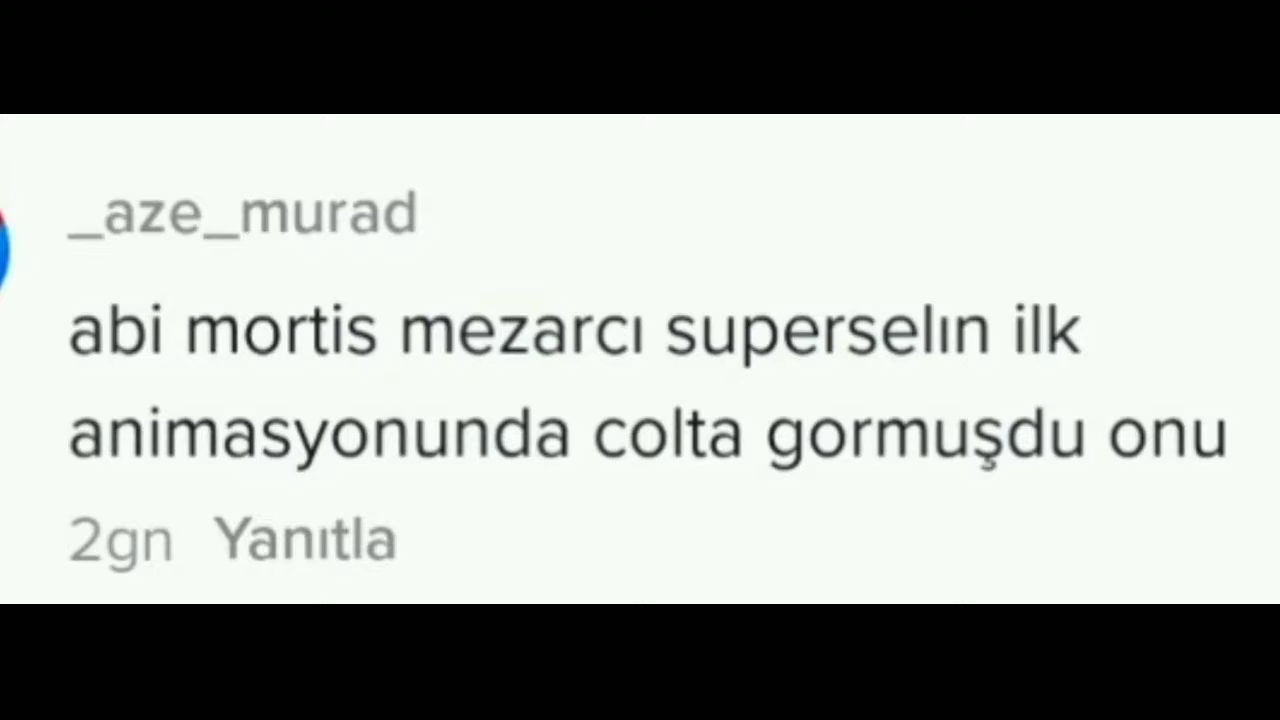 _aze_murad
abi mortis mezarcı superselın ilk
animasyonunda colta gormuşdu onu
2gn Yanıtla